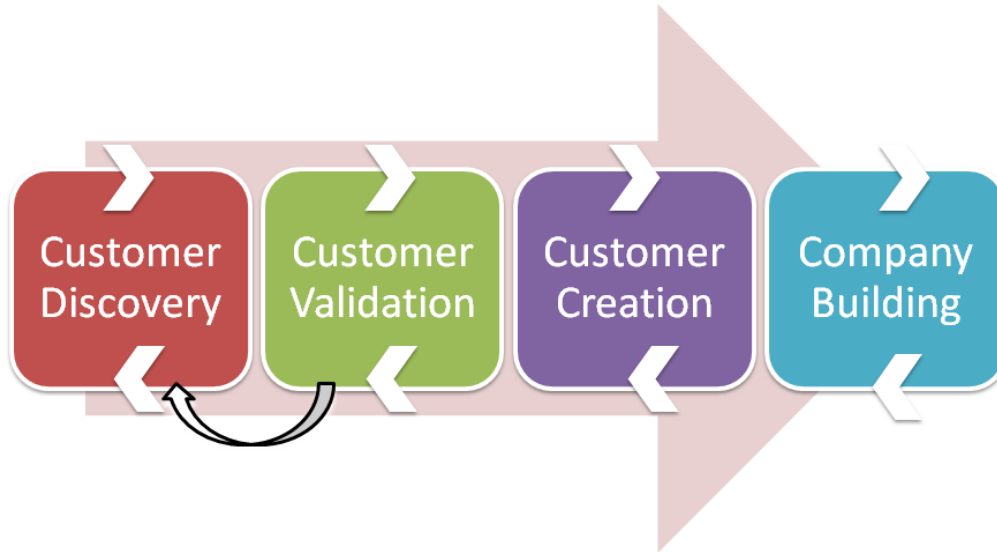 Customer
Discovery
Customer
Validation
Customer
Creation
Company
Building